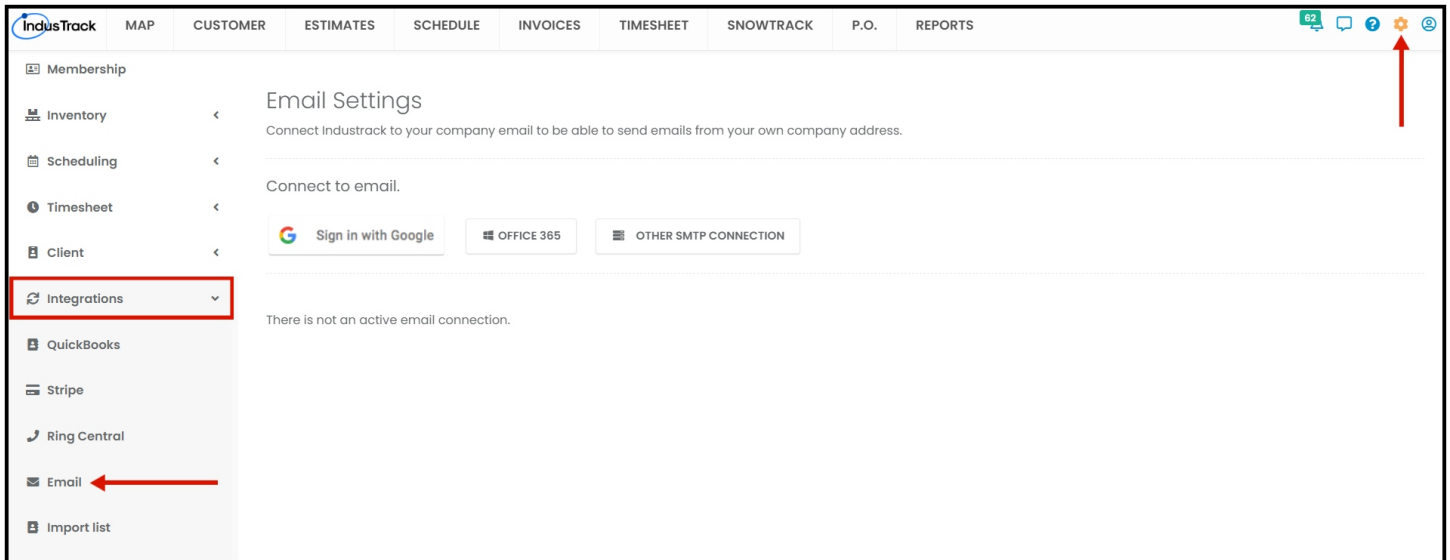 IndusTrack MAP CUSTOMER ESTIMATES SCHEDULE INVOICES TIMESHEET SNOWTRACK P.O. REPORTS 62
Membership
Inventory
Scheduling
Timesheet
Client
Integrations
QuickBooks
Stripe
Ring Central
Email
Import list
Email Settings
Connect Industrack to your company email to be able to send emails from your own company address.
Connect to email.
Sign in with Google OFFICE 365 OTHER SMTP CONNECTION
There is not an active email connection.